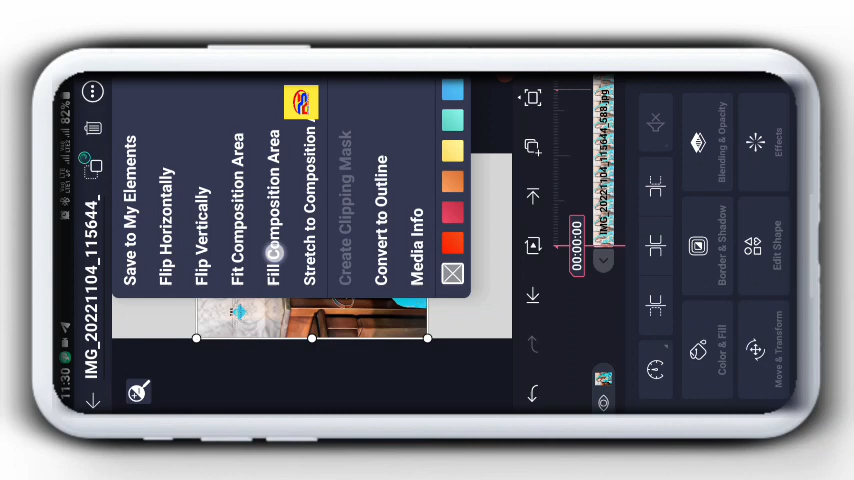 11:30
82%
IMG_20221104_115644_
Save to My Elements
Flip Horizontally
Flip Vertically
Fit Composition Area
Fill Composition Area
Stretch to Composition
Create Clipping Mask
Convert to Outline
Media Info
00:00:00
IMG_20221104_115644_588.jpg
Blending & Opacity
Border & Shadow
Color & Fill
Effects
Edit Shape
Move & Transform